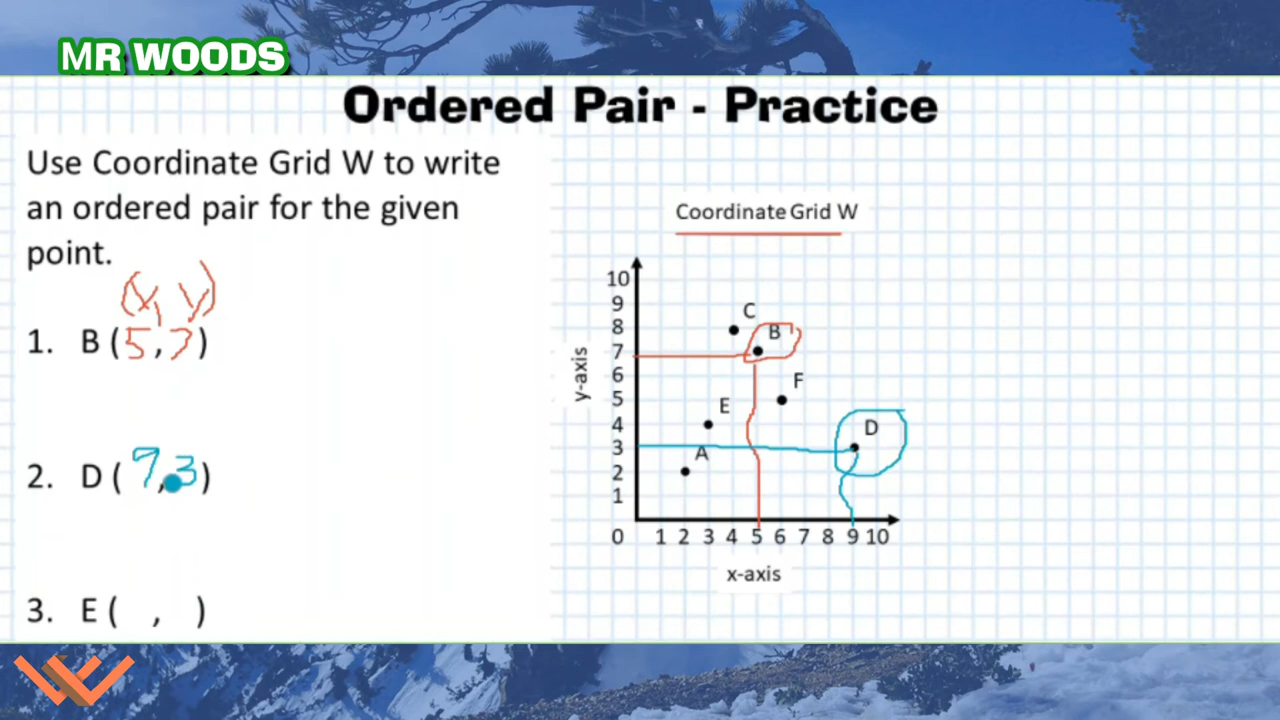 MR WOODS
Ordered Pair - Practice
Use Coordinate Grid W to write
an ordered pair for the given
point.
(x, y)
1. B (5,7)
2. D (9,3)
3. E ( , )
Coordinate Grid W
10
9
8
7
6
5
4
3
2
1
y-axis
C
B
F
E
D
A
0 1 2 3 4 5 6 7 8 9 10
x-axis